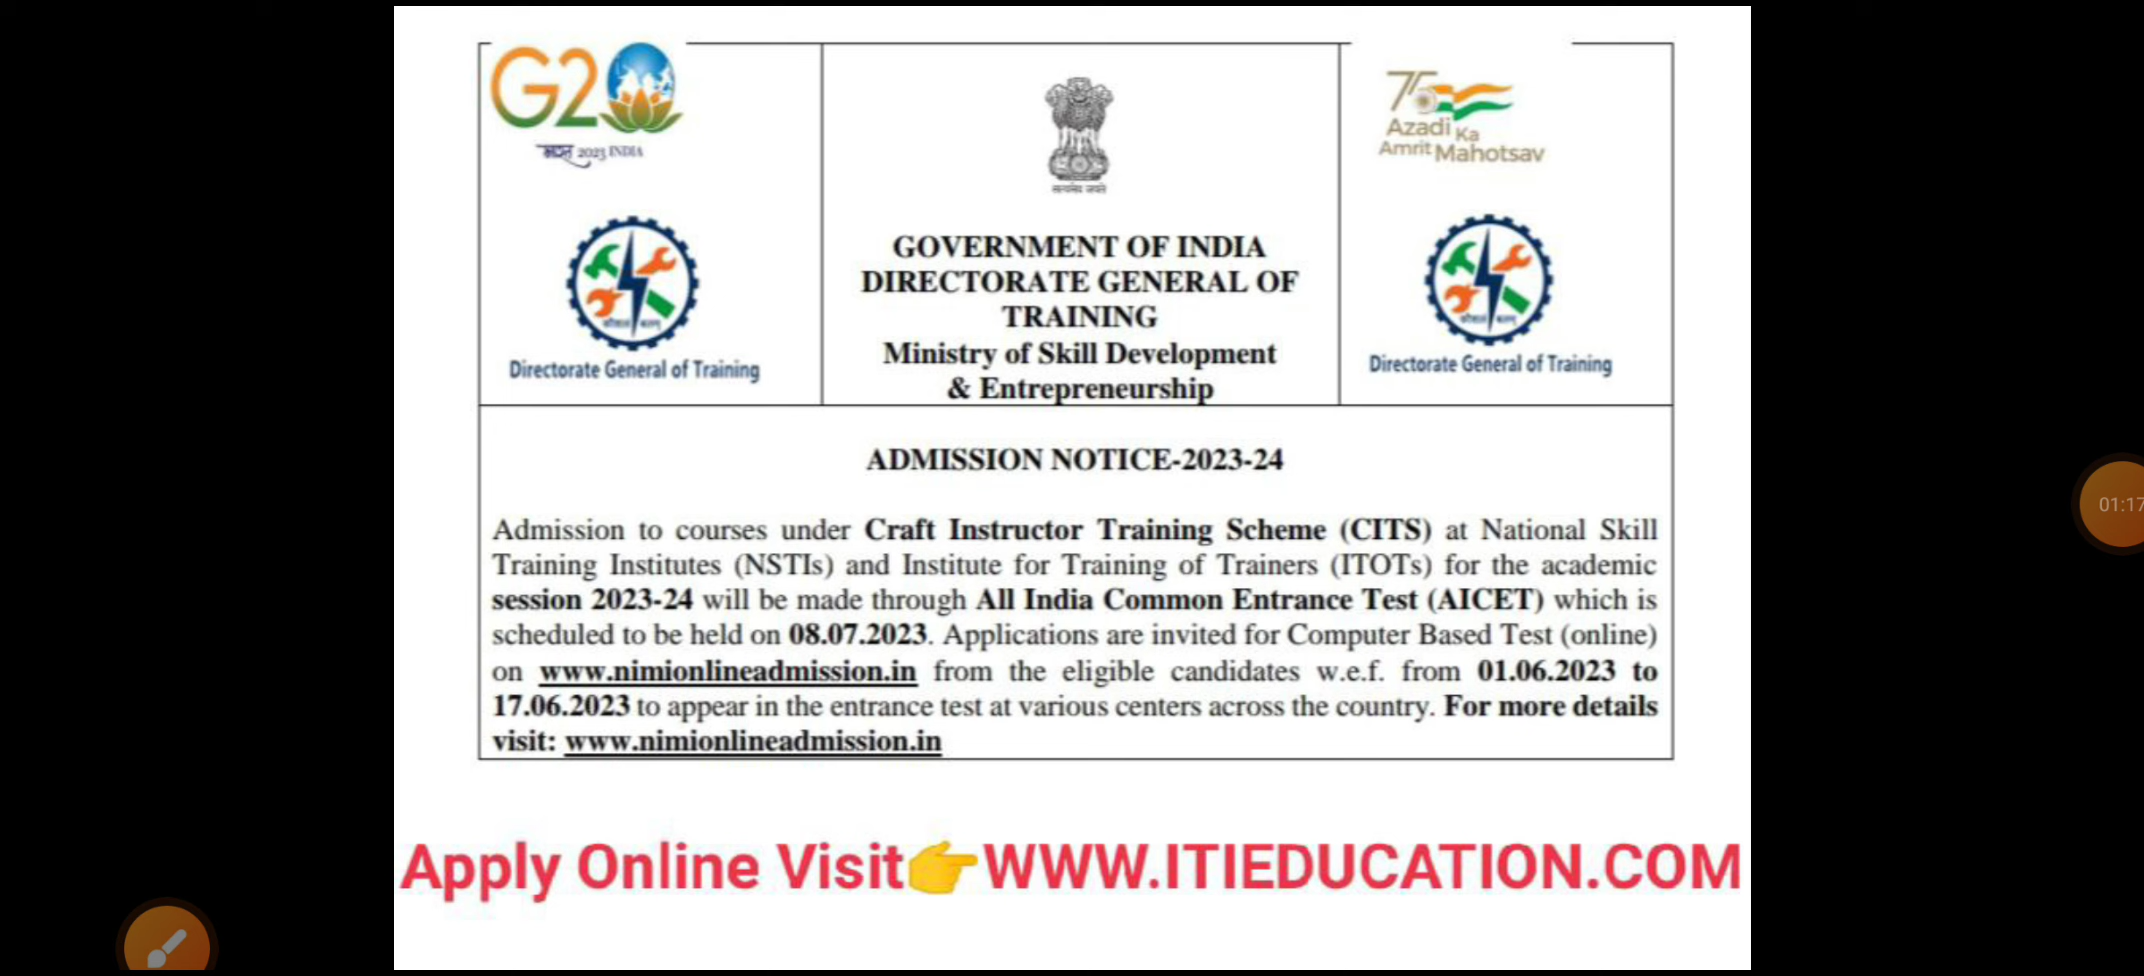 G20
भारत 2023 INDIA
Directorate General of Training
सत्यमेव जयते
GOVERNMENT OF INDIA
DIRECTORATE GENERAL OF
TRAINING
Ministry of Skill Development
& Entrepreneurship
75
Azadi Ka
Amrit Mahotsav
Directorate General of Training
ADMISSION NOTICE-2023-24
Admission to courses under Craft Instructor Training Scheme (CITS) at National Skill
Training Institutes (NSTIs) and Institute for Training of Trainers (ITOTs) for the academic
session 2023-24 will be made through All India Common Entrance Test (AICET) which is
scheduled to be held on 08.07.2023. Applications are invited for Computer Based Test (online)
on www.nimionlineadmission.in from the eligible candidates w.e.f. from 01.06.2023 to
17.06.2023 to appear in the entrance test at various centers across the country. For more details
visit: www.nimionlineadmission.in
Apply Online Visit👉WWW.ITIEDUCATION.COM
01:17